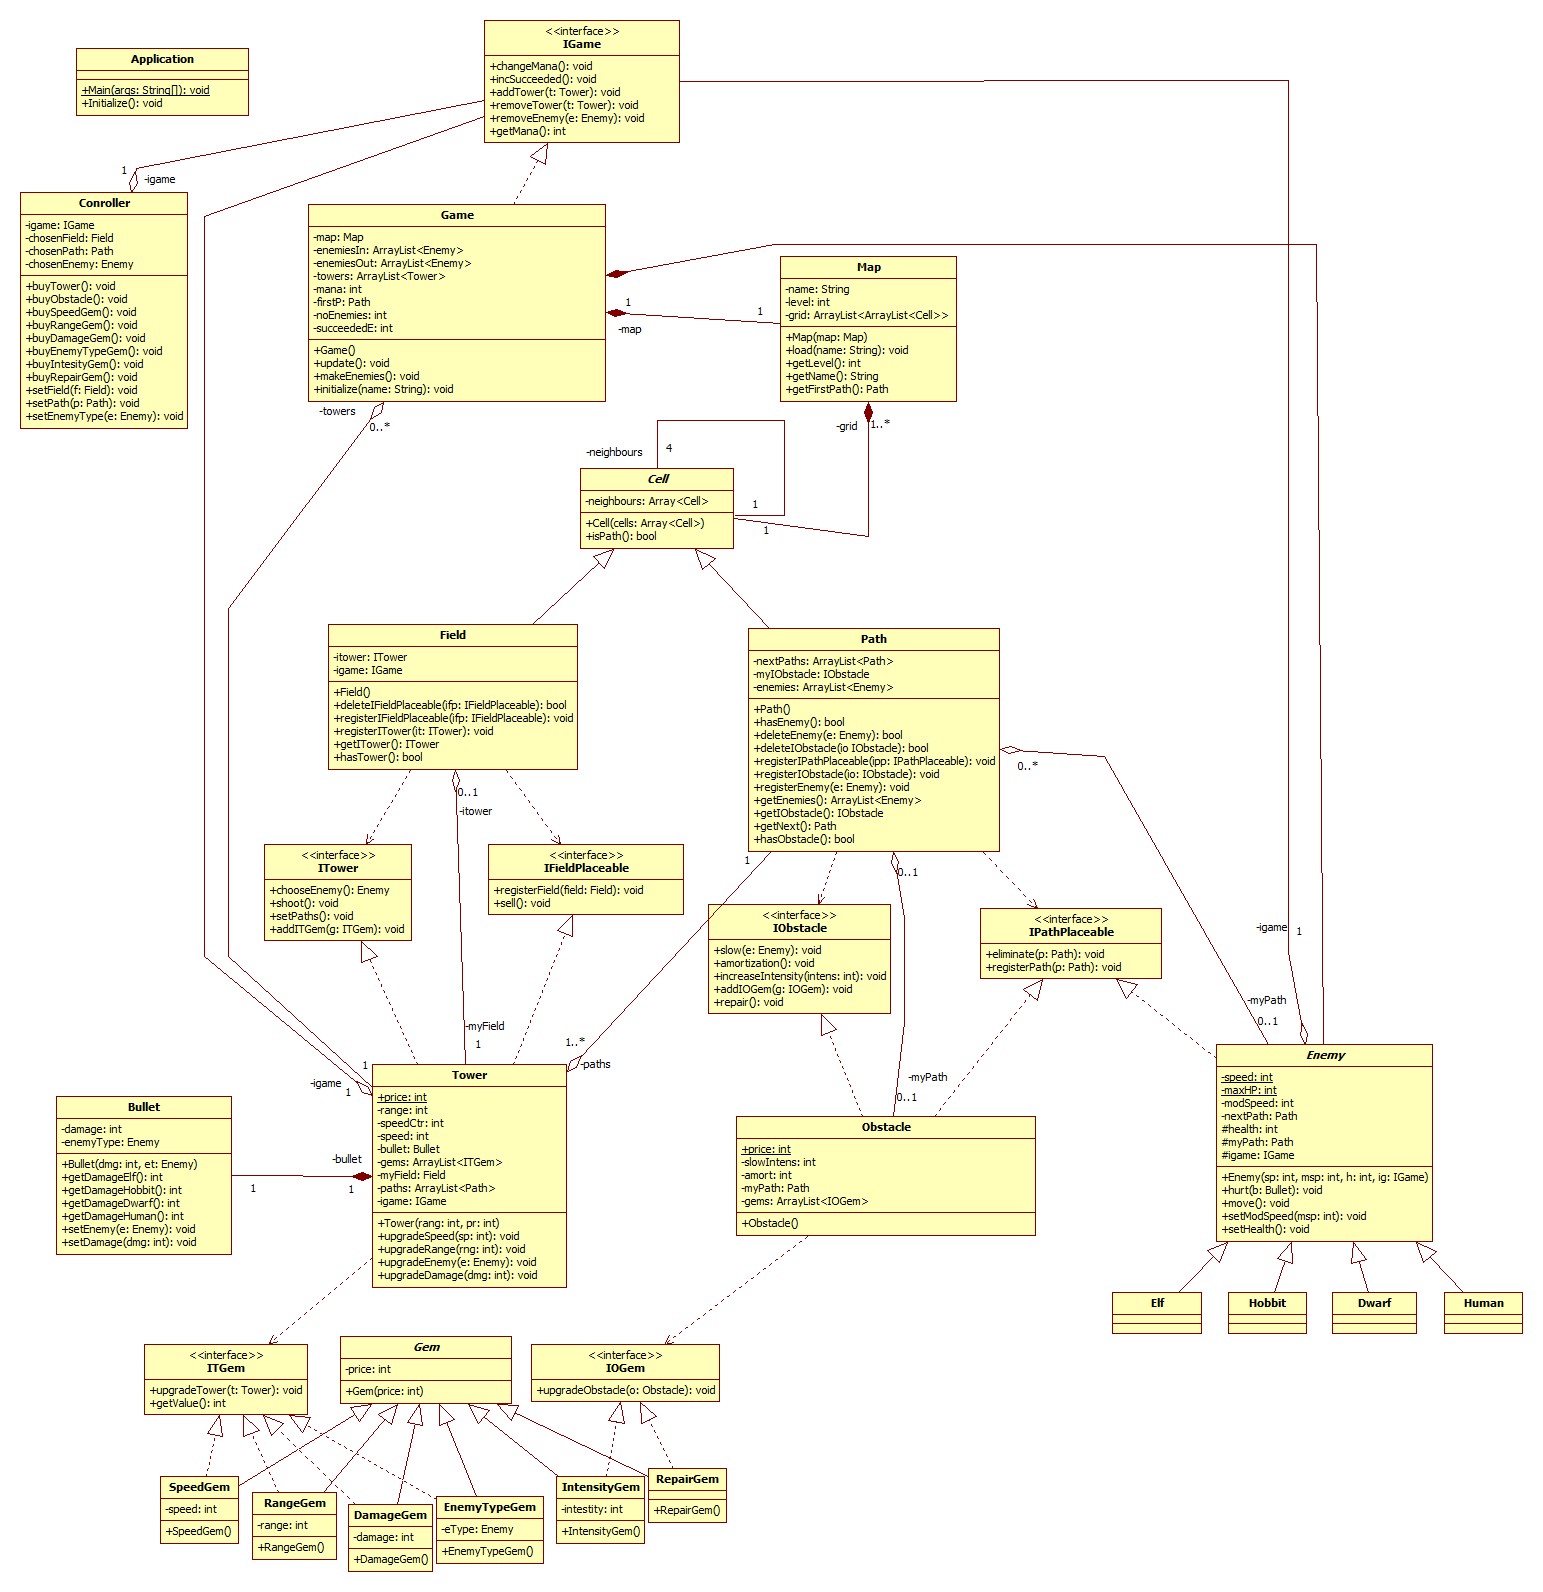 <<interface>>
IGame
+changeMana(): void
+incSucceeded(): void
+addTower(t: Tower): void
+removeTower(t: Tower): void
+removeEnemy(e: Enemy): void
+getMana(): int
Application
+Main(args: String[]): void
+Initialize(): void
1
-igame
Conroller
-igame: IGame
-chosenField: Field
-chosenPath: Path
-chosenEnemy: Enemy
+buyTower(): void
+buyObstacle(): void
+buySpeedGem(): void
+buyRangeGem(): void
+buyDamageGem(): void
+buyEnemyTypeGem(): void
+buyIntesityGem(): void
+buyRepairGem(): void
+setField(f: Field): void
+setPath(p: Path): void
+setEnemyType(e: Enemy): void
Game
-map: Map
-enemiesIn: ArrayList<Enemy>
-enemiesOut: ArrayList<Enemy>
-towers: ArrayList<Tower>
-mana: int
-firstP: Path
-noEnemies: int
-succeededE: int
+Game()
+update(): void
+makeEnemies(): void
+initialize(name: String): void
1
-map
1
-towers
0..*
Map
-name: String
-level: int
-grid: ArrayList<ArrayList<Cell>>
+Map(map: Map)
+load(name: String): void
+getLevel(): int
+getName(): String
+getFirstPath(): Path
-grid
1..*
-neighbours
4
1
1
Cell
-neighbours: Array<Cell>
+Cell(cells: Array<Cell>)
+isPath(): bool
Field
-itower: ITower
-igame: IGame
+Field()
+deleteIFieldPlaceable(ifp: IFieldPlaceable): bool
+registerIFieldPlaceable(ifp: IFieldPlaceable): void
+registerITower(it: ITower): void
+getITower(): ITower
+hasTower(): bool
0..1
-itower
Path
-nextPaths: ArrayList<Path>
-myIObstacle: IObstacle
-enemies: ArrayList<Enemy>
+Path()
+hasEnemy(): bool
+deleteEnemy(e: Enemy): bool
+deleteIObstacle(io IObstacle): bool
+registerIPathPlaceable(ipp: IPathPlaceable): void
+registerIObstacle(io: IObstacle): void
+registerEnemy(e: Enemy): void
+getEnemies(): ArrayList<Enemy>
+getIObstacle(): IObstacle
+getNext(): Path
+hasObstacle(): bool
0..*
1
0..1
<<interface>>
ITower
+chooseEnemy(): Enemy
+shoot(): void
+setPaths(): void
+addITGem(g: ITGem): void
<<interface>>
IFieldPlaceable
+registerField(field: Field): void
+sell(): void
<<interface>>
IObstacle
+slow(e: Enemy): void
+amortization(): void
+increaseIntensity(intens: int): void
+addIOGem(g: IOGem): void
+repair(): void
<<interface>>
IPathPlaceable
+eliminate(p: Path): void
+registerPath(p: Path): void
-igame
1
-myPath
0..1
-myField
1
1..*
-paths
1
-igame
1
-myPath
0..1
Tower
+price: int
-range: int
-speedCtr: int
-speed: int
-bullet: Bullet
-gems: ArrayList<ITGem>
-myField: Field
-paths: ArrayList<Path>
-igame: IGame
+Tower(rang: int, pr: int)
+upgradeSpeed(sp: int): void
+upgradeRange(rng: int): void
+upgradeEnemy(e: Enemy): void
+upgradeDamage(dmg: int): void
Bullet
-damage: int
-enemyType: Enemy
+Bullet(dmg: int, et: Enemy)
+getDamageElf(): int
+getDamageHobbit(): int
+getDamageDwarf(): int
+getDamageHuman(): int
+setEnemy(e: Enemy): void
+setDamage(dmg: int): void
-bullet
1
1
Obstacle
+price: int
-slowIntens: int
-amort: int
-myPath: Path
-gems: ArrayList<IOGem>
+Obstacle()
Enemy
-speed: int
-maxHP: int
-modSpeed: int
-nextPath: Path
#health: int
#myPath: Path
#igame: IGame
+Enemy(sp: int, msp: int, h: int, ig: IGame)
+hurt(b: Bullet): void
+move(): void
+setModSpeed(msp: int): void
+setHealth(): void
Elf
Hobbit
Dwarf
Human
<<interface>>
ITGem
+upgradeTower(t: Tower): void
+getValue(): int
Gem
-price: int
+Gem(price: int)
<<interface>>
IOGem
+upgradeObstacle(o: Obstacle): void
SpeedGem
-speed: int
+SpeedGem()
RangeGem
-range: int
+RangeGem()
DamageGem
-damage: int
+DamageGem()
EnemyTypeGem
-eType: Enemy
+EnemyTypeGem()
IntensityGem
-intestity: int
+IntensityGem()
RepairGem
+RepairGem()